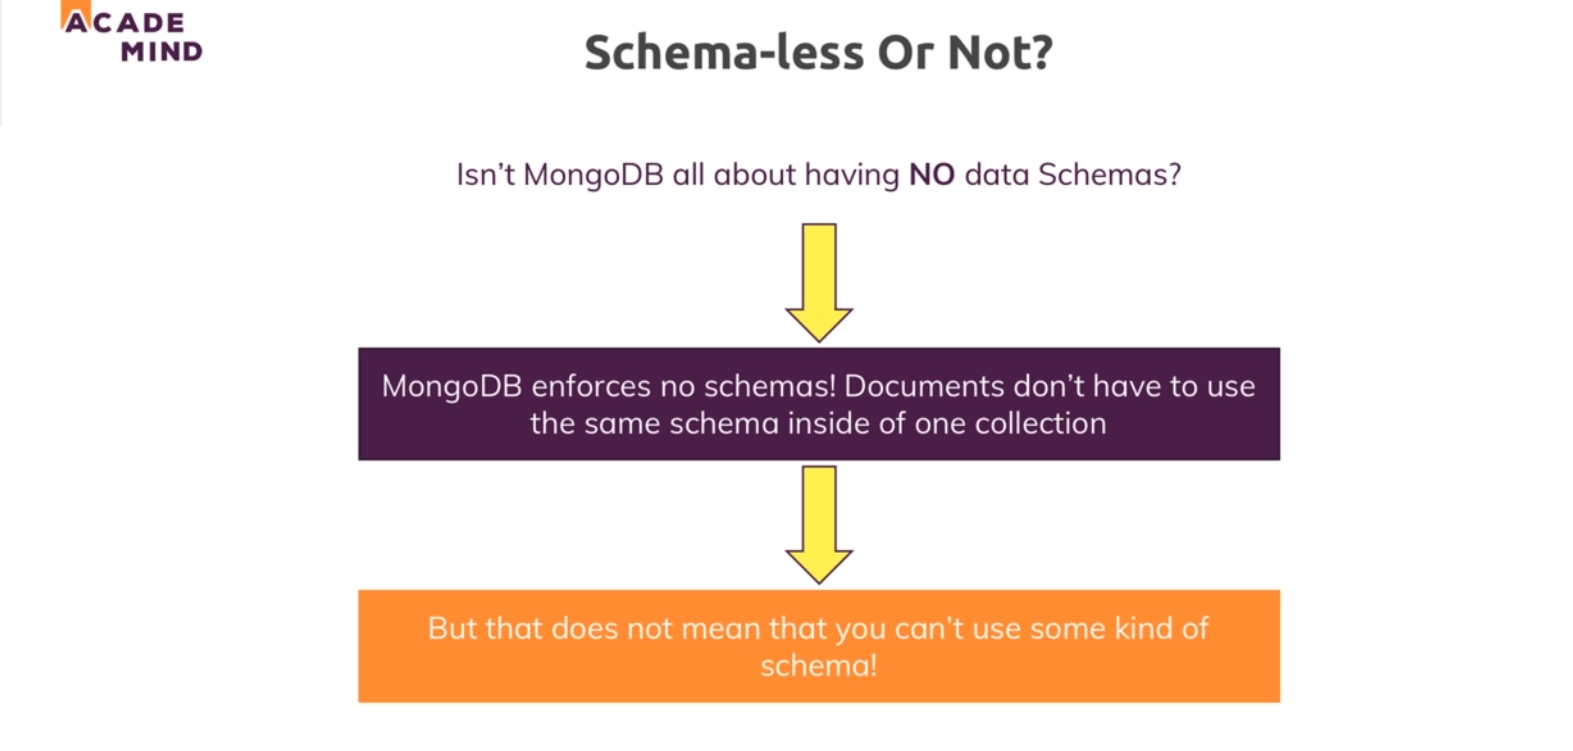 ACADE
MIND
Schema-less Or Not?
Isn’t MongoDB all about having NO data Schemas?
MongoDB enforces no schemas! Documents don’t have to use
the same schema inside of one collection
But that does not mean that you can’t use some kind of
schema!